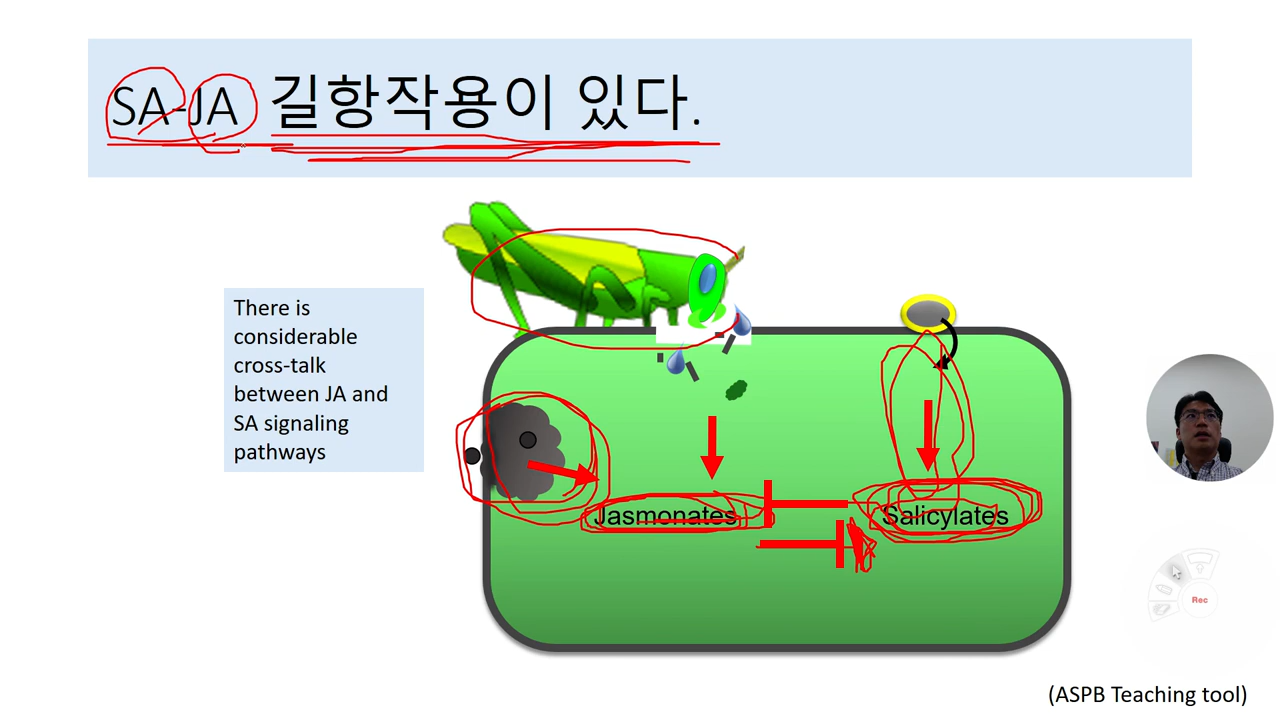 SA-JA 길항작용이 있다.
There is
considerable
cross-talk
between JA and
SA signaling
pathways
Jasmonates
Salicylates
Rec
(ASPB Teaching tool)